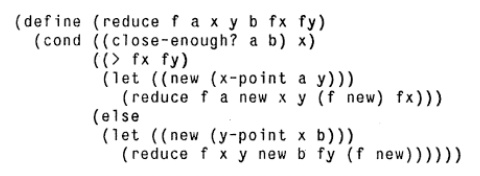 (define (reduce f a x y b fx fy)
  (cond ((close-enough? a b) x)
        ((> fx fy)
         (let ((new (x-point a y)))
           (reduce f a new x y (f new) fx)))
        (else
         (let ((new (y-point x b)))
           (reduce f x y new b fy (f new))))))